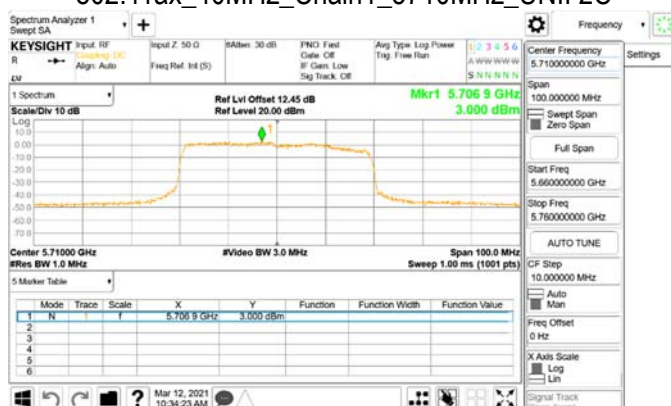 Spectrum Analyzer 1
Swept SA
+
Frequency
KEYSIGHT
Input: RF
Coupling: DC
Align: Auto
Input Z: 50 Ω
Freq Ref: Int (S)
#Atten: 30 dB
PNO: Fast
Gate: Off
IF Gain: Low
Sig Track: Off
Avg Type: Log-Power
Trig: Free Run
1 2 3 4 5 6
A W W W W W
S N N N N N
R
1 Spectrum
Scale/Div 10 dB
Ref Lvl Offset 12.45 dB
Ref Level 20.00 dBm
Mkr1 5.706 9 GHz
3.000 dBm
Log
10.0
0.00
-10.0
-20.0
-30.0
-40.0
-50.0
-60.0
-70.0
1
Center 5.71000 GHz
#Res BW 1.0 MHz
#Video BW 3.0 MHz
Span 100.0 MHz
Sweep 1.00 ms (1001 pts)
5 Marker Table
Mode Trace Scale X Y Function Function Width Function Value
1 N 1 f 5.706 9 GHz 3.000 dBm
2
3
4
5
6
?
Mar 12, 2021
10:34:23 AM
Center Frequency
5.710000000 GHz
Settings
Span
100.000000 MHz
Swept Span
Zero Span
Full Span
Start Freq
5.660000000 GHz
Stop Freq
5.760000000 GHz
AUTO TUNE
CF Step
10.000000 MHz
Auto
Man
Freq Offset
0 Hz
X Axis Scale
Log
Lin
Signal Track